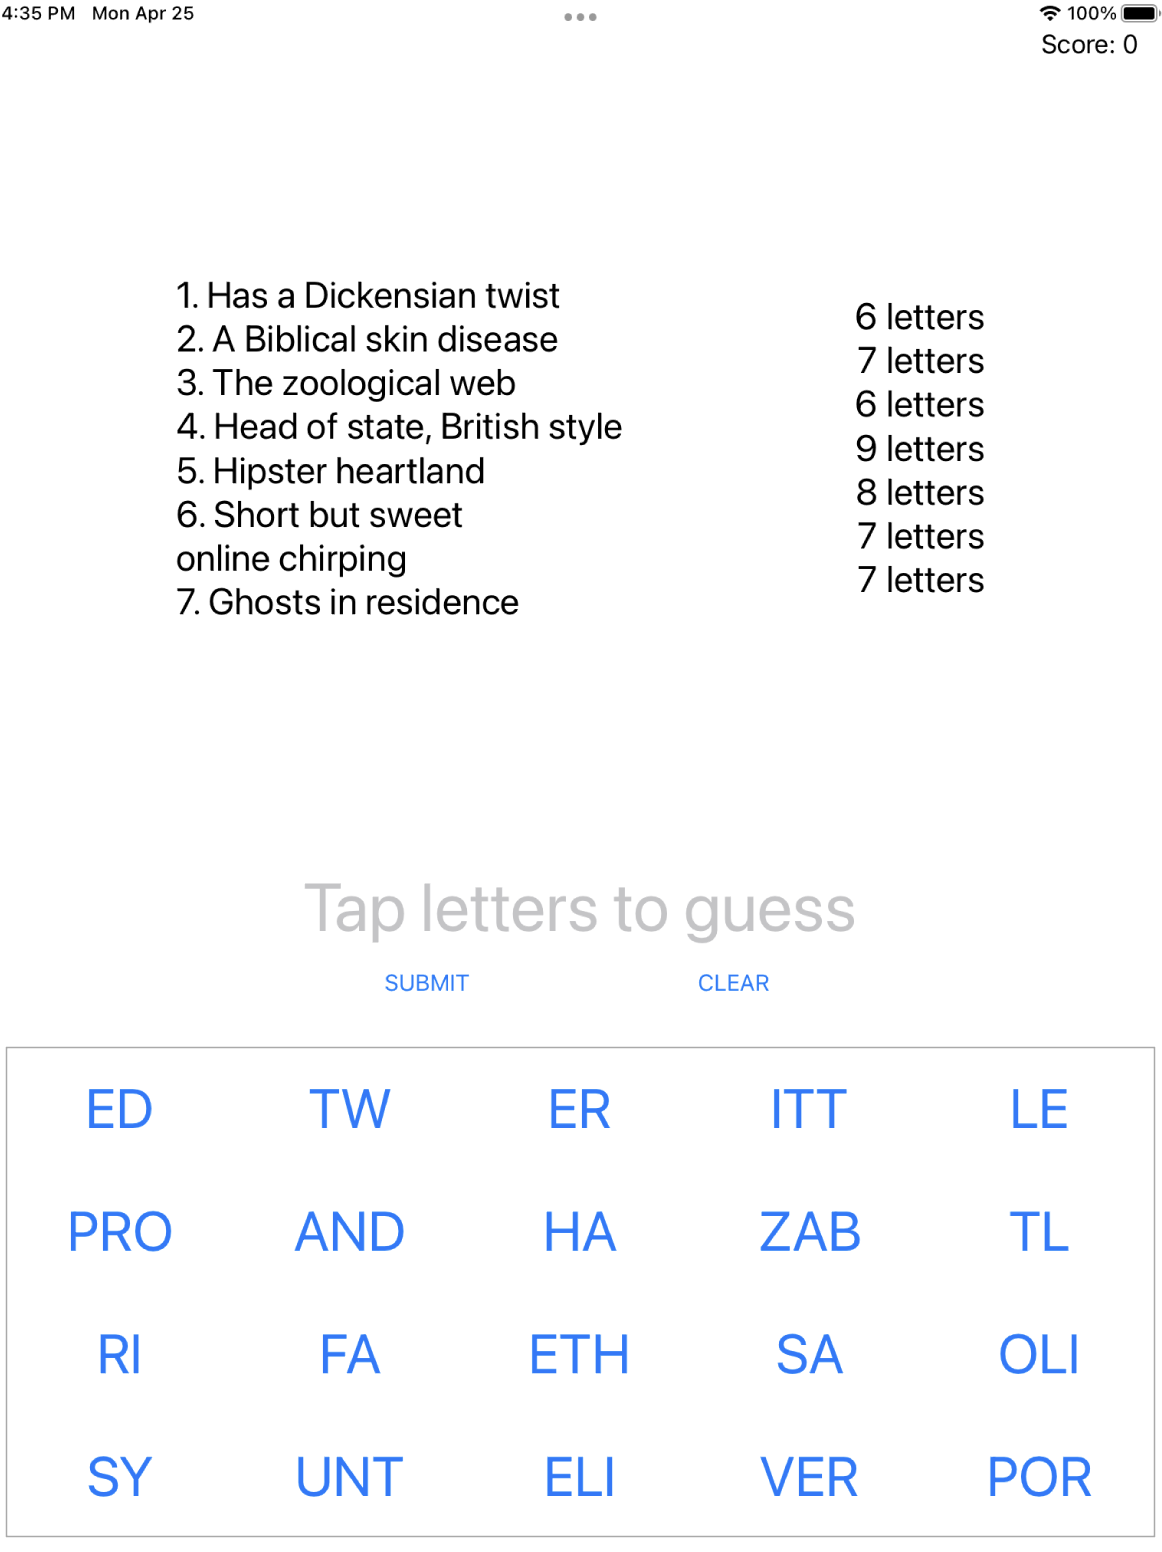 4:35 PM Mon Apr 25
100%
Score: 0
1. Has a Dickensian twist
6 letters
2. A Biblical skin disease
7 letters
3. The zoological web
6 letters
4. Head of state, British style
9 letters
5. Hipster heartland
8 letters
6. Short but sweet
online chirping
7 letters
7. Ghosts in residence
7 letters
Tap letters to guess
SUBMIT CLEAR
ED TW ER ITT LE
PRO AND HA ZAB TL
RI FA ETH SA OLI
SY UNT ELI VER POR